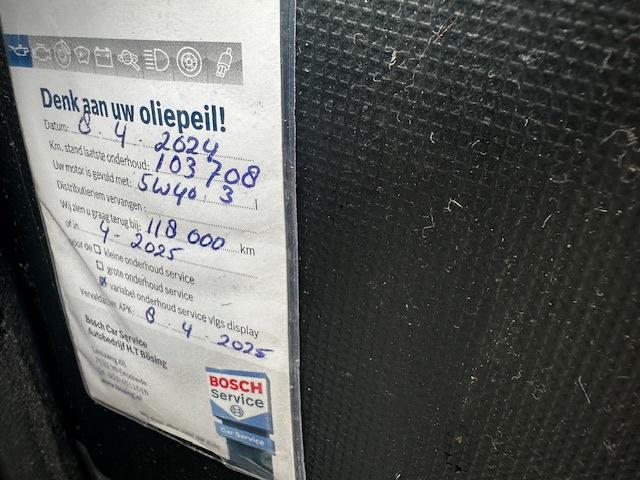 Denk aan uw oliepeil!
Datum: 8 . 4 . 2024
Km. stand laatste onderhoud: 103 708
Uw motor is gevuld met: 5W40 3 l
Distributieriem vervangen:
Wij zien u graag terug bij: 118 000 km
of in 4 - 2025
voor de □ kleine onderhoud service
□ grote onderhoud service
☒ variabel onderhoud service vlgs display
Vervaldatum APK: 8 . 4 . 2025
Bosch Car Service
Autobedrijf H.T Bösing
Enschede
BOSCH
Service
Car Service